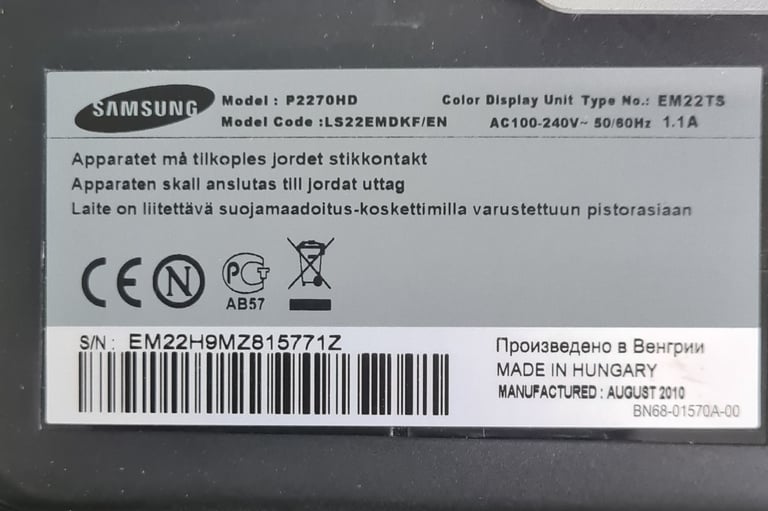 SAMSUNG
Model : P2270HD
Color Display Unit Type No.: EM22TS
Model Code :LS22EMDKF/EN
AC100-240V~ 50/60Hz 1.1A
Apparatet må tilkoples jordet stikkontakt
Apparaten skall anslutas till jordat uttag
Laite on liitettävä suojamaadoitus-koskettimilla varustettuun pistorasiaan
CE N PCT
AB57
S/N : EM22H9MZ815771Z
Произведено в Венгрии
MADE IN HUNGARY
MANUFACTURED : AUGUST 2010
BN68-01570A-00